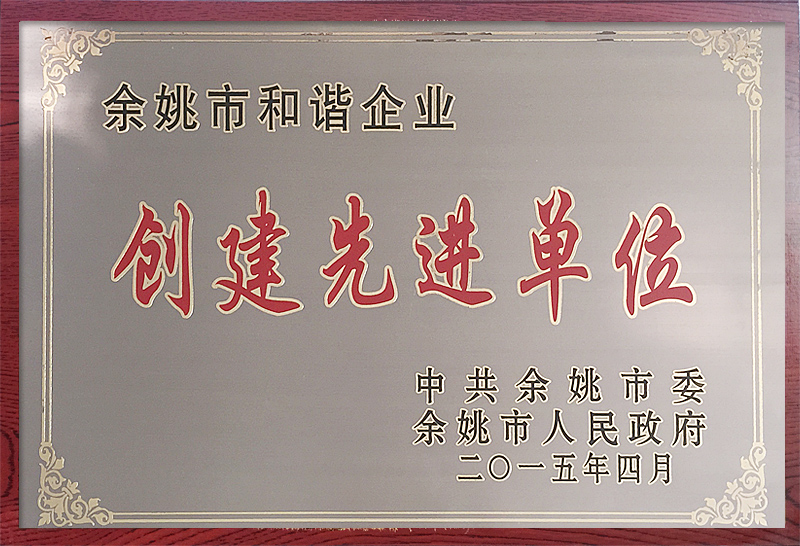 余姚市和谐企业
创建先进单位
中共余姚市委
余姚市人民政府
二〇一五年四月